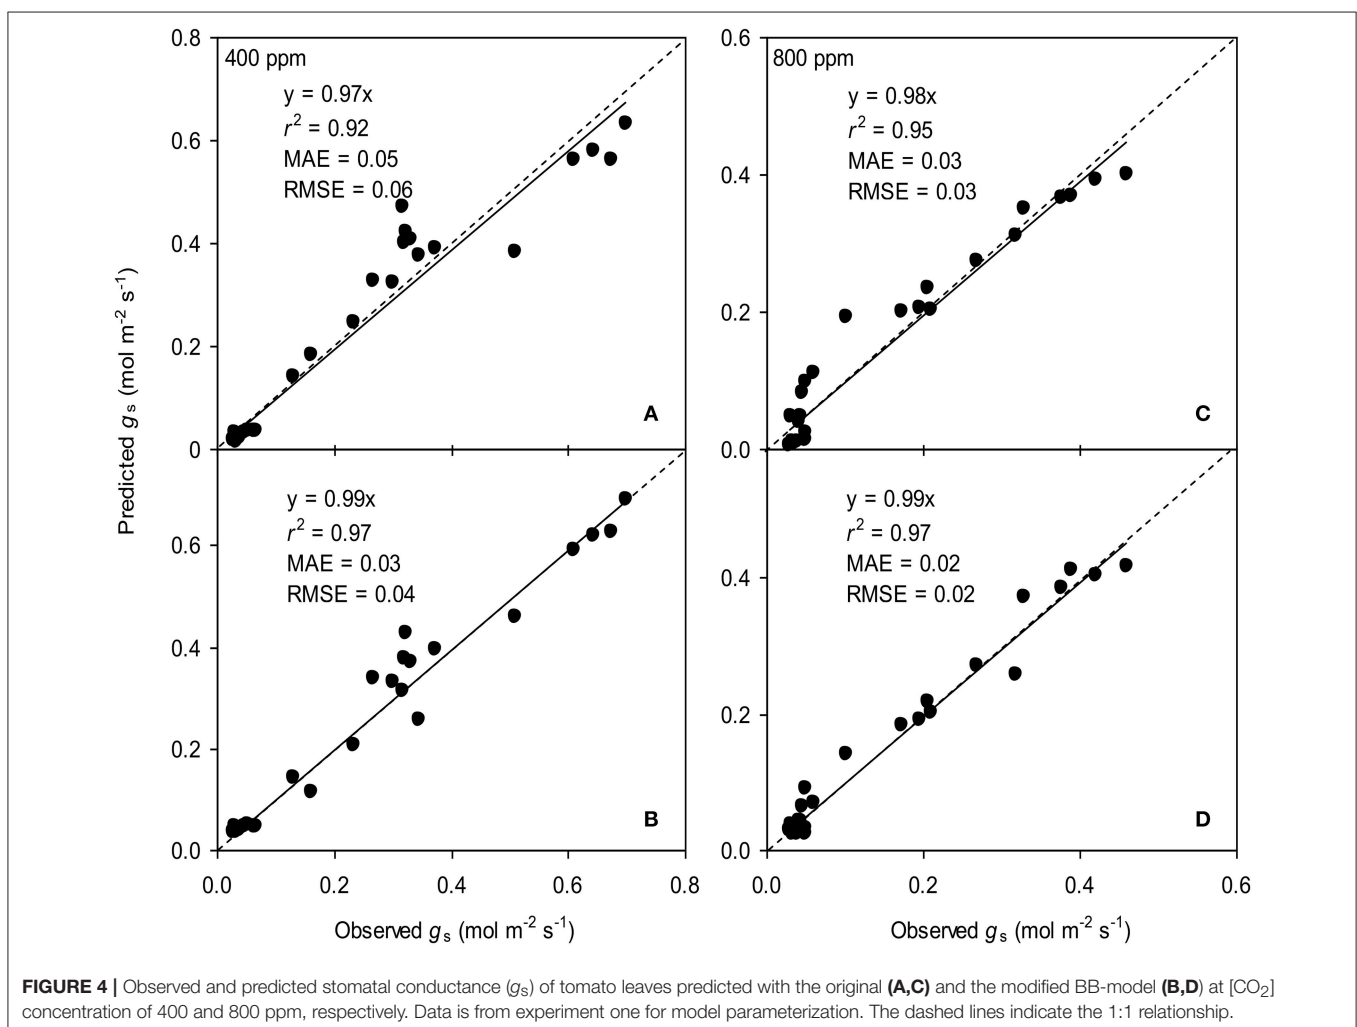 400 ppm
y = 0.97x
r² = 0.92
MAE = 0.05
RMSE = 0.06
A
0.8
0.6
0.4
0.2
0
800 ppm
y = 0.98x
r² = 0.95
MAE = 0.03
RMSE = 0.03
C
0.6
0.4
0.2
0.0
Predicted gs (mol m⁻² s⁻¹)
y = 0.99x
r² = 0.97
MAE = 0.03
RMSE = 0.04
B
0.6
0.4
0.2
0.0
0.0 0.2 0.4 0.6 0.8
Observed gs (mol m⁻² s⁻¹)
y = 0.99x
r² = 0.97
MAE = 0.02
RMSE = 0.02
D
0.4
0.2
0.0
0.0 0.2 0.4 0.6
Observed gs (mol m⁻² s⁻¹)
FIGURE 4 | Observed and predicted stomatal conductance (gs) of tomato leaves predicted with the original (A,C) and the modified BB-model (B,D) at [CO₂]
concentration of 400 and 800 ppm, respectively. Data is from experiment one for model parameterization. The dashed lines indicate the 1:1 relationship.